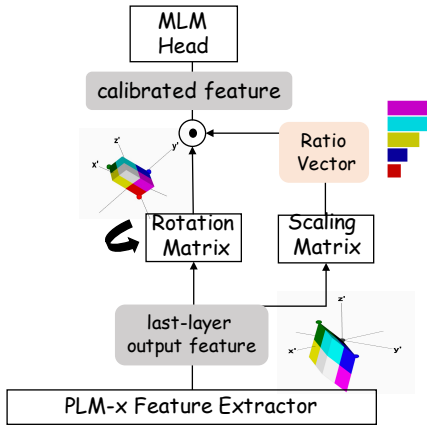 MLM
Head
calibrated feature
Ratio
Vector
z'
y'
x'
Rotation
Matrix
Scaling
Matrix
last-layer
output feature
z'
x'
y'
PLM-x Feature Extractor